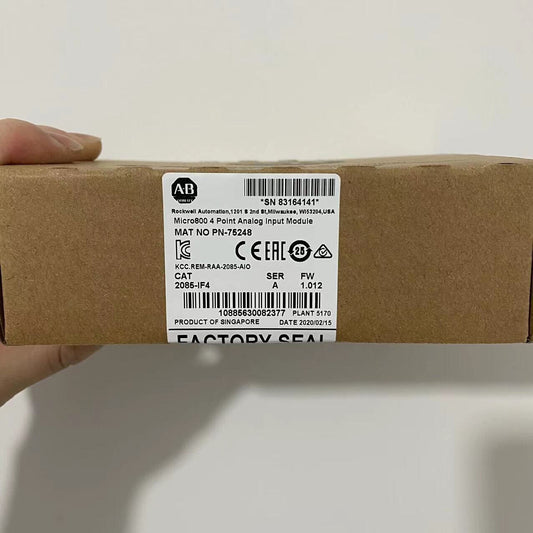 A-B
*SN 83164141*
Rockwell Automation,1201 S 2nd St,Milwaukee, WI53204,USA
Micro800 4 Point Analog Input Module
MAT NO PN-75248
CE EAC 25
KCC.REM-RAA-2085-AIO
CAT SER FW
2085-IF4 A 1.012
10885630082377 PLANT 5170
PRODUCT OF SINGAPORE DATE 2020/02/15
FACTORY SEAL